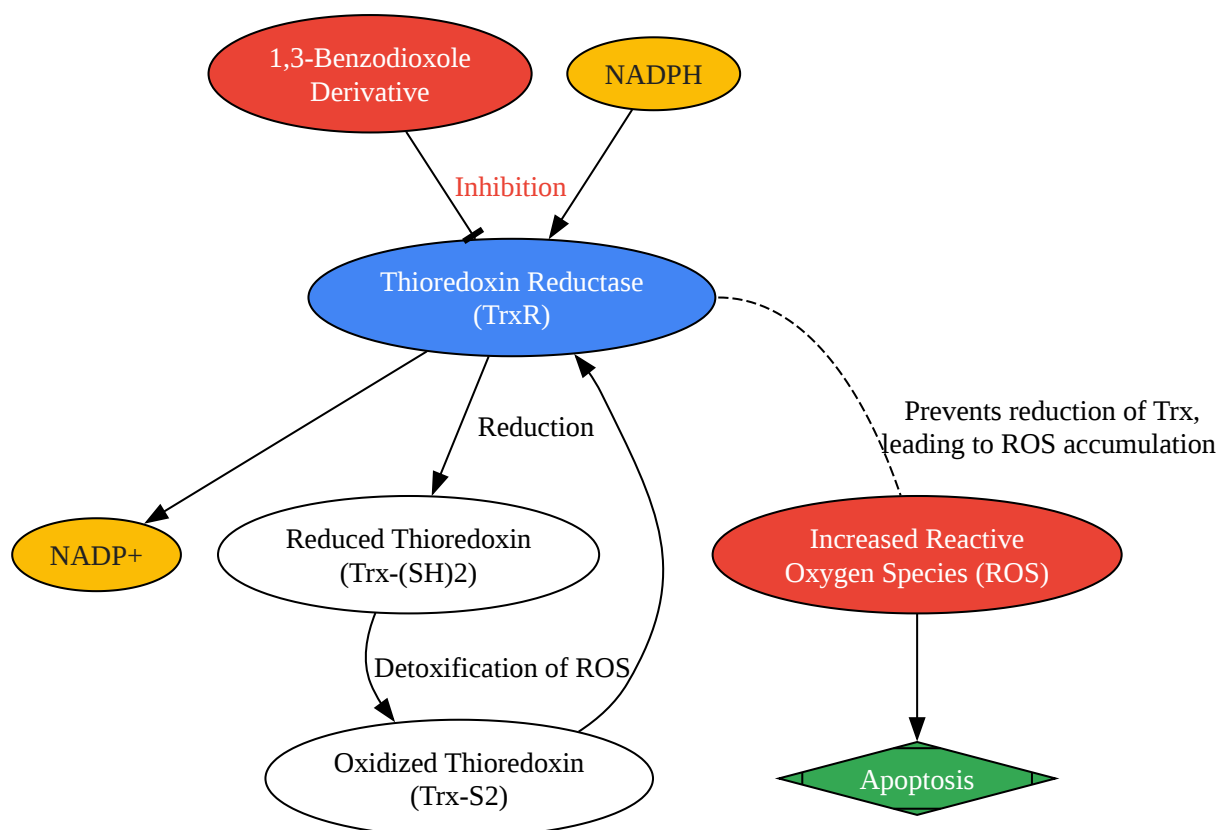 1,3-Benzodioxole
Derivative
NADPH
Inhibition
Thioredoxin Reductase
(TrxR)
Reduction
Prevents reduction of Trx,
leading to ROS accumulation
NADP+
Reduced Thioredoxin
(Trx-(SH)2)
Increased Reactive
Oxygen Species (ROS)
Detoxification of ROS
Oxidized Thioredoxin
(Trx-S2)
Apoptosis